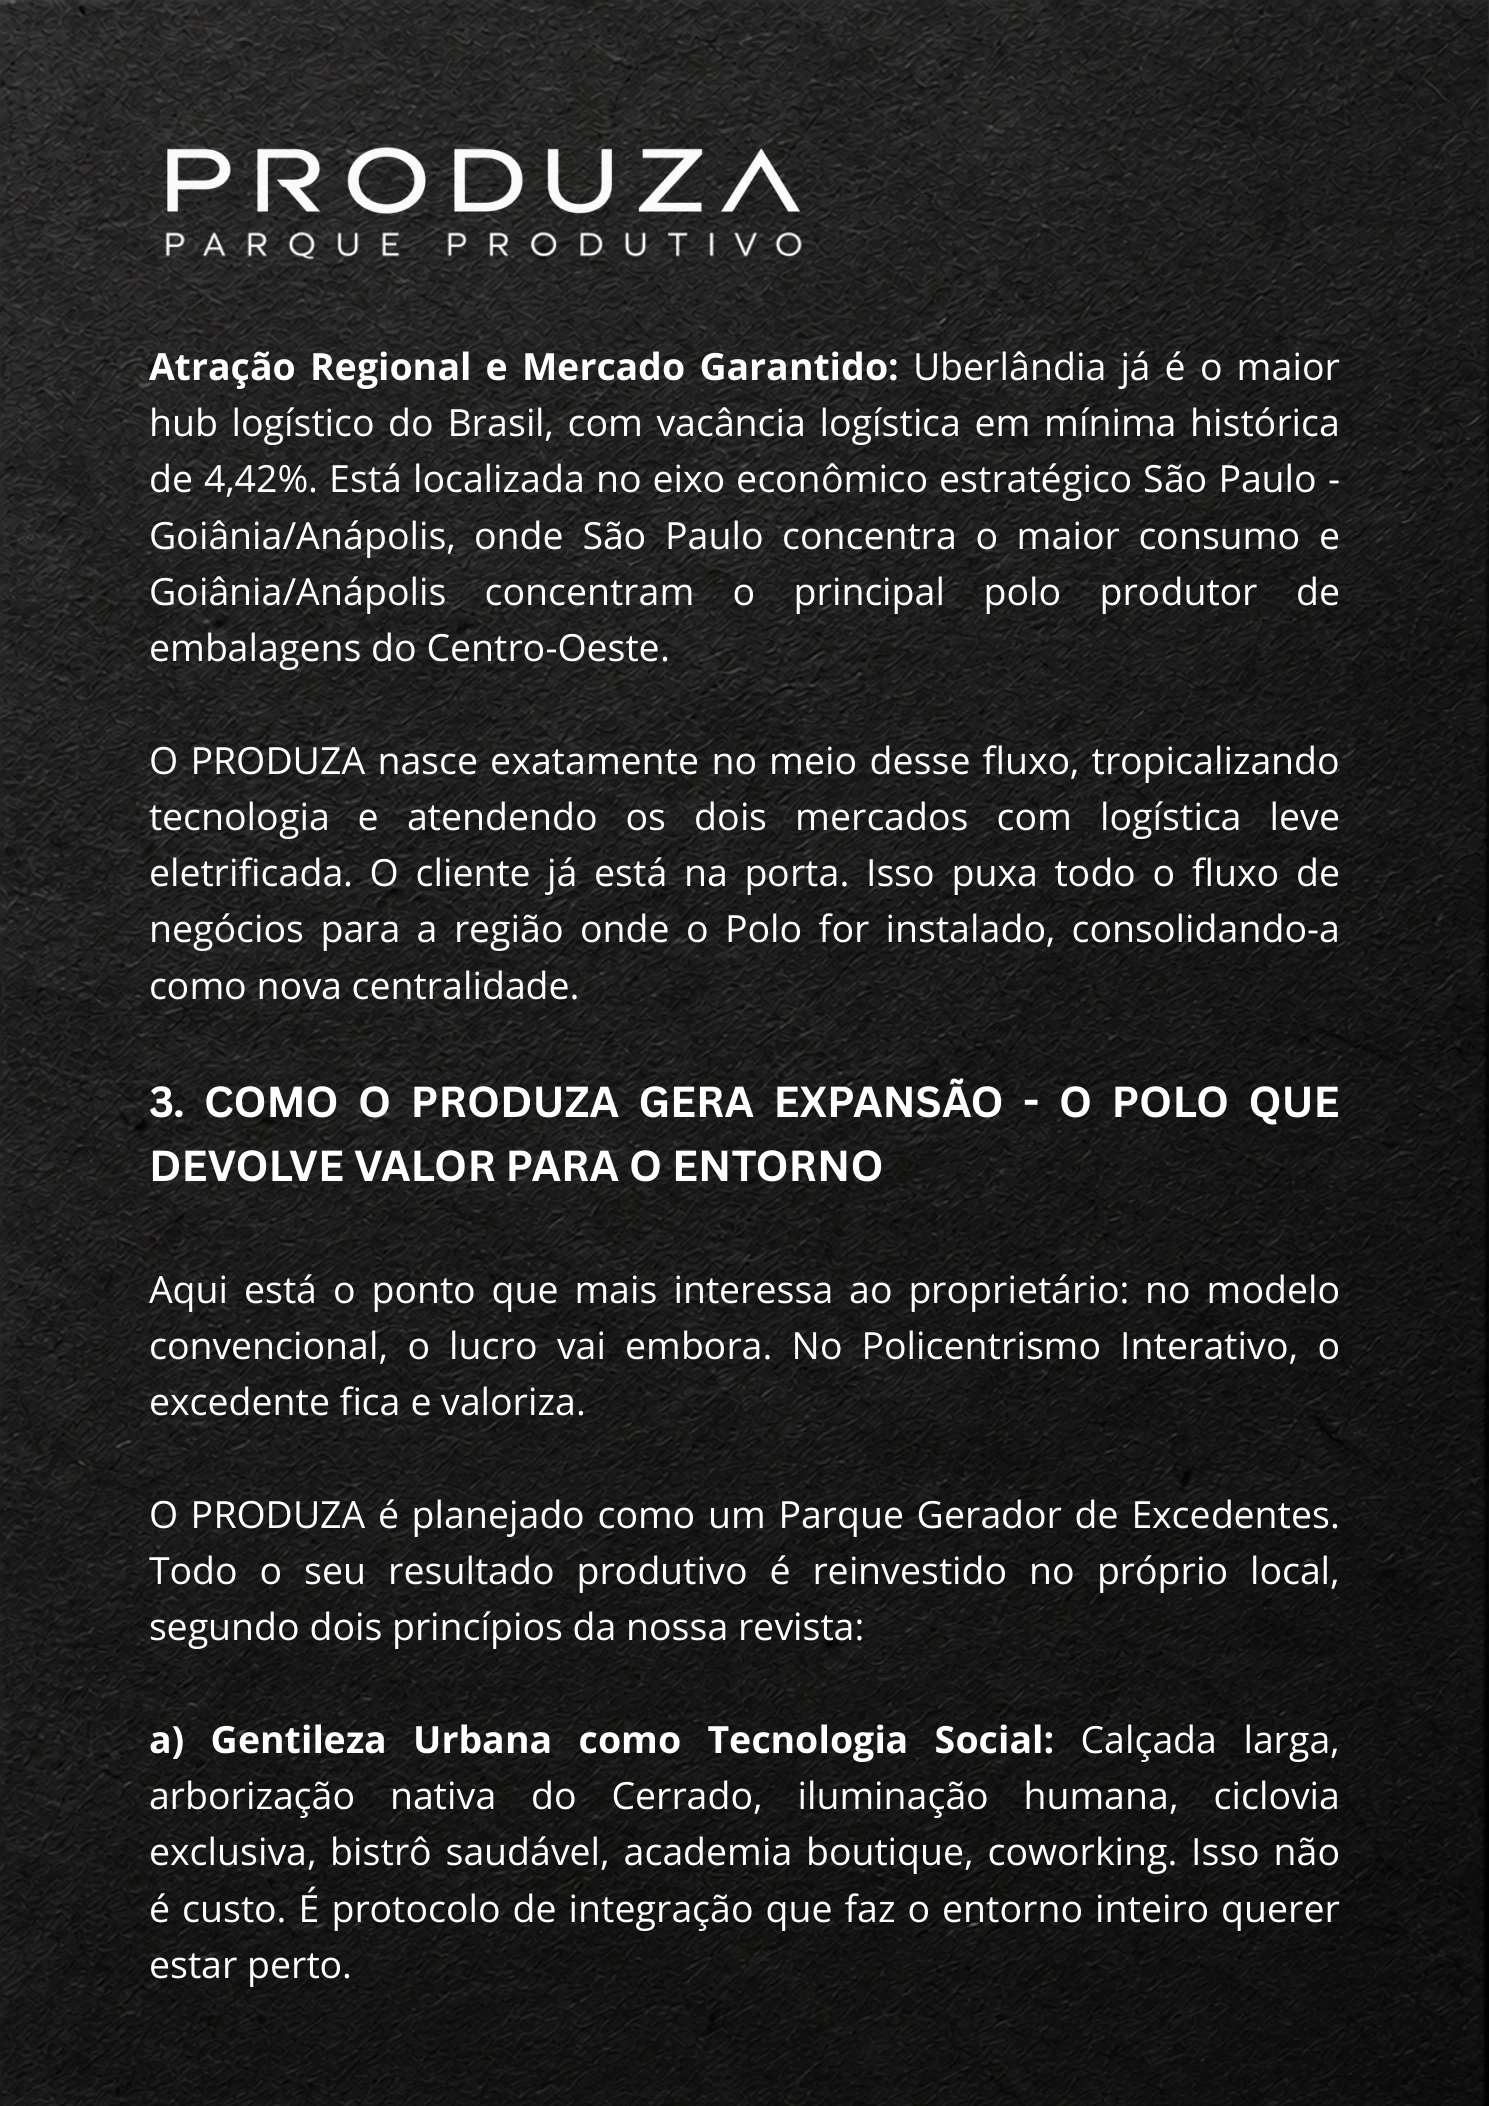 PRODUZA
PARQUE PRODUTIVO
Atração Regional e Mercado Garantido: Uberlândia já é o maior
hub logístico do Brasil, com vacância logística em mínima histórica
de 4,42%. Está localizada no eixo econômico estratégico São Paulo -
Goiânia/Anápolis, onde São Paulo concentra o maior consumo e
Goiânia/Anápolis concentram o principal polo produtor de
embalagens do Centro-Oeste.
O PRODUZA nasce exatamente no meio desse fluxo, tropicalizando
tecnologia e atendendo os dois mercados com logística leve
eletrificada. O cliente já está na porta. Isso puxa todo o fluxo de
negócios para a região onde o Polo for instalado, consolidando-a
como nova centralidade.
3. COMO O PRODUZA GERA EXPANSÃO - O POLO QUE
DEVOLVE VALOR PARA O ENTORNO
Aqui está o ponto que mais interessa ao proprietário: no modelo
convencional, o lucro vai embora. No Policentrismo Interativo, o
excedente fica e valoriza.
O PRODUZA é planejado como um Parque Gerador de Excedentes.
Todo o seu resultado produtivo é reinvestido no próprio local,
segundo dois princípios da nossa revista:
a) Gentileza Urbana como Tecnologia Social: Calçada larga,
arborização nativa do Cerrado, iluminação humana, ciclovia
exclusiva, bistrô saudável, academia boutique, coworking. Isso não
é custo. É protocolo de integração que faz o entorno inteiro querer
estar perto.